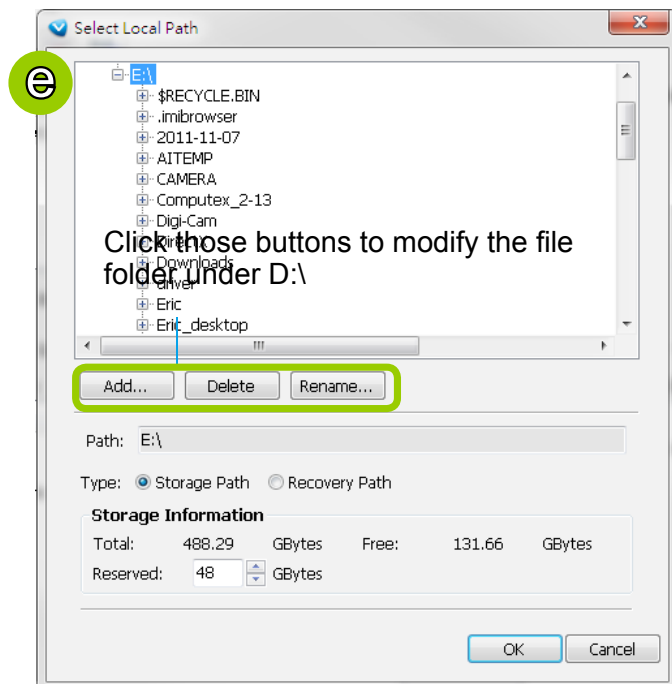 Select Local Path
e
E:\
$RECYCLE.BIN
.imibrowser
2011-11-07
AITEMP
CAMERA
Computex_2-13
Digi-Cam
DirectX
Click those buttons to modify the file
Downloads
folder under D:\
driver
Eric
Eric_desktop
Add... Delete Rename...
Path: E:\
Type: Storage Path Recovery Path
Storage Information
Total: 488.29 GBytes Free: 131.66 GBytes
Reserved: 48 GBytes
OK Cancel